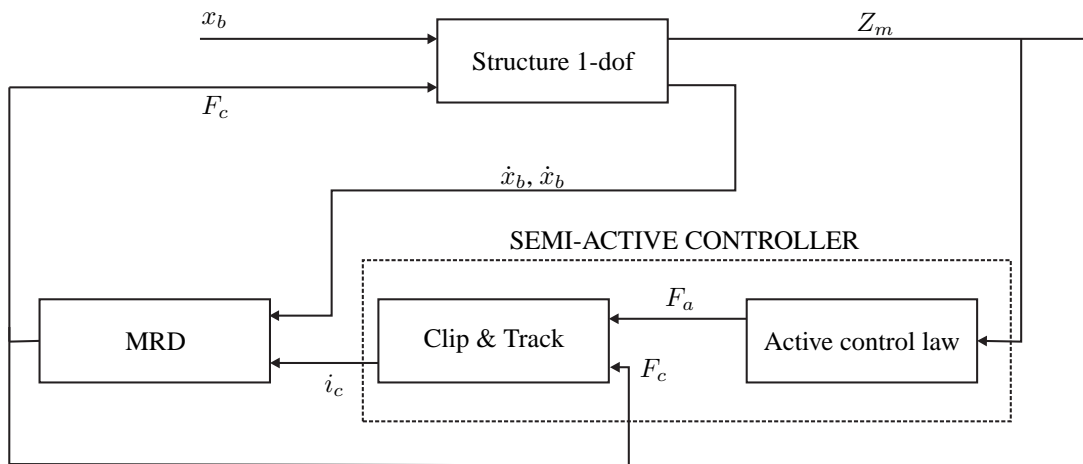 x_b
Z_m
Structure 1-dof
F_c
ẋ_b, ẋ_b
SEMI-ACTIVE CONTROLLER
F_a
MRD
Clip & Track
Active control law
F_c
i_c